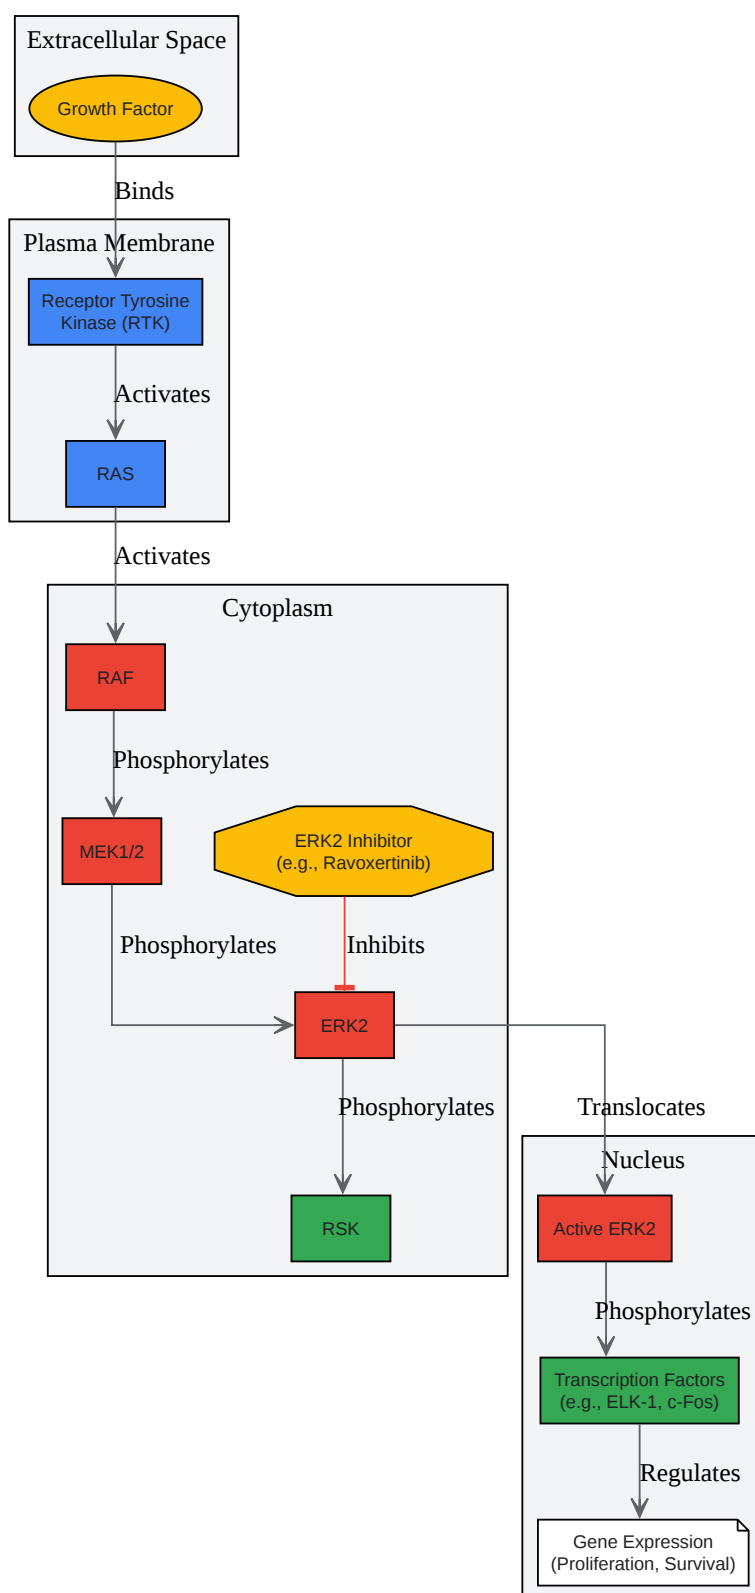 Extracellular Space
Growth Factor
Binds
Plasma Membrane
Receptor Tyrosine
Kinase (RTK)
Activates
RAS
Activates
Cytoplasm
RAF
Phosphorylates
MEK1/2
ERK2 Inhibitor
(e.g., Ravoxertinib)
Phosphorylates
Inhibits
ERK2
Phosphorylates
Translocates
Nucleus
RSK
Active ERK2
Phosphorylates
Transcription Factors
(e.g., ELK-1, c-Fos)
Regulates
Gene Expression
(Proliferation, Survival)